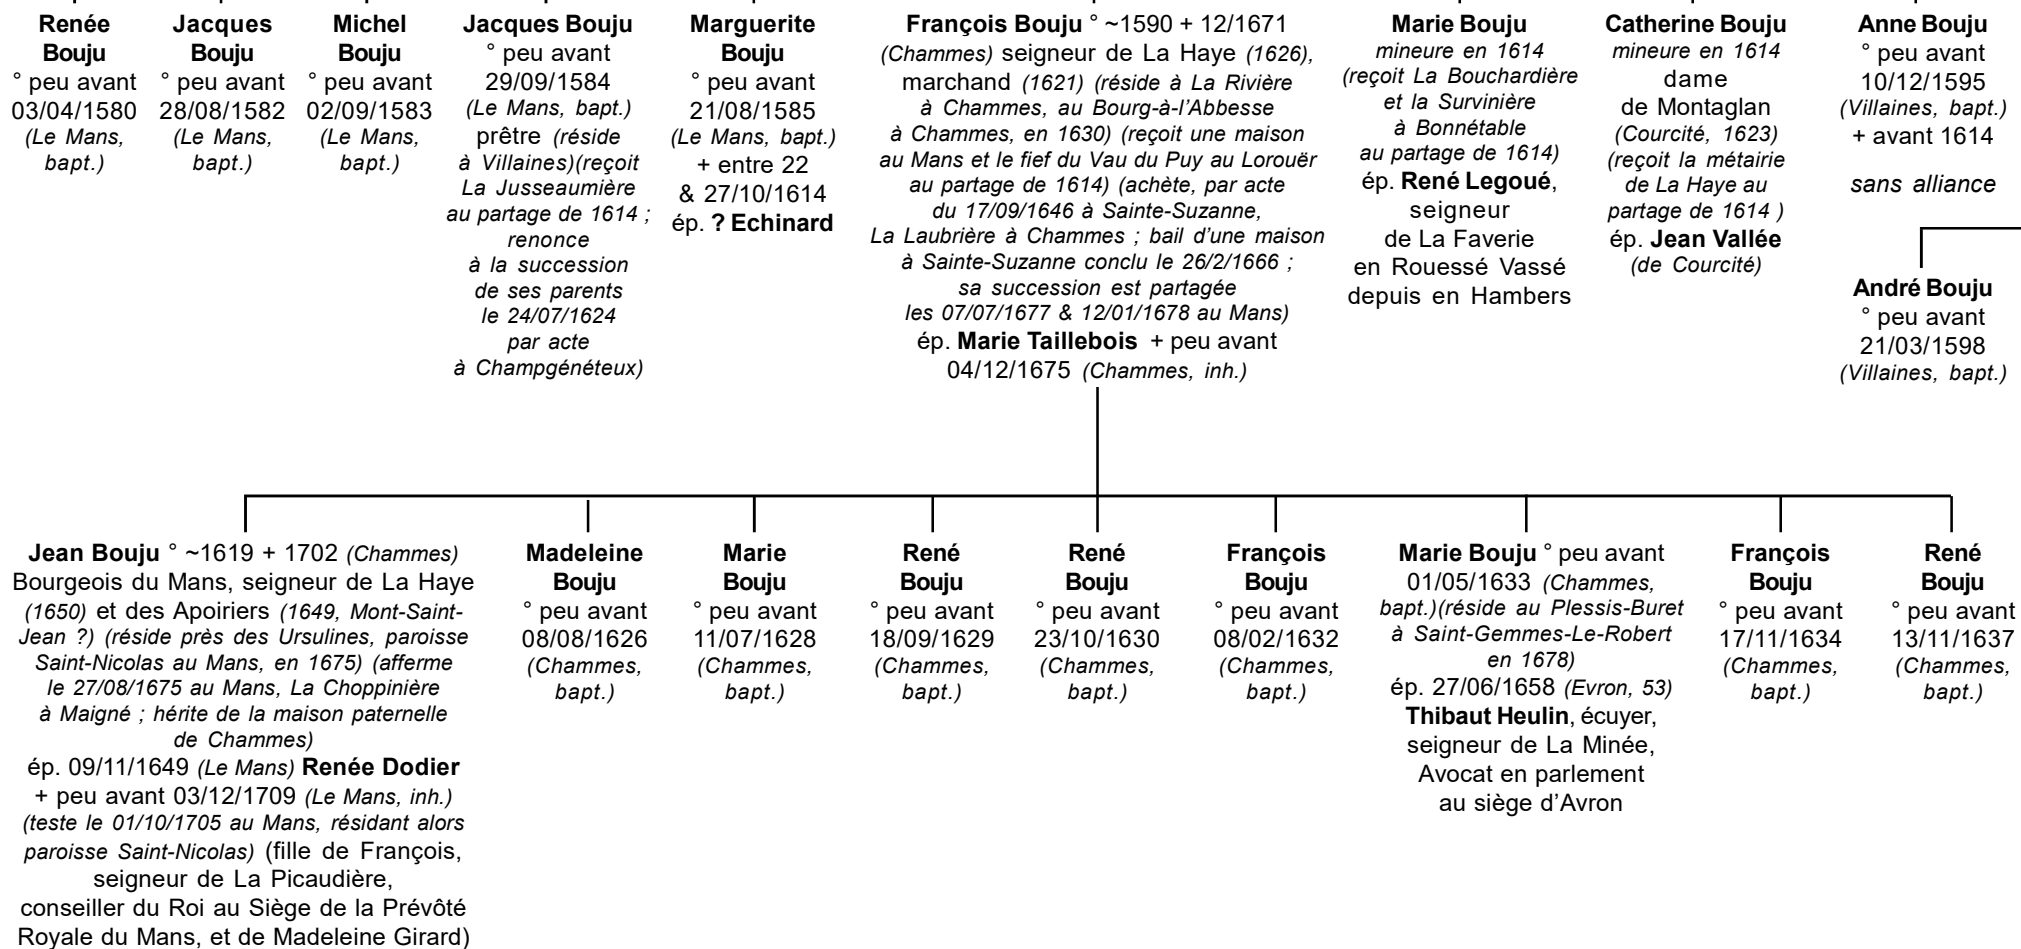 Renée
Bouju
° peu avant
03/04/1580
(Le Mans,
bapt.)
Jacques
Bouju
° peu avant
28/08/1582
(Le Mans,
bapt.)
Michel
Bouju
° peu avant
02/09/1583
(Le Mans,
bapt.)
Jacques Bouju
° peu avant
29/09/1584
(Le Mans, bapt.)
prêtre (réside
à Villaines)(reçoit
La Jusseaumière
au partage de 1614 ;
renonce
à la succession
de ses parents
le 24/07/1624
par acte
à Champgénéteux)
Marguerite
Bouju
° peu avant
21/08/1585
(Le Mans, bapt.)
+ entre 22
& 27/10/1614
ép. ? Echinard
François Bouju ° ~1590 + 12/1671
(Chammes) seigneur de La Haye (1626),
marchand (1621) (réside à La Rivière
à Chammes, au Bourg-à-l'Abbesse
à Chammes, en 1630) (reçoit une maison
au Mans et le fief du Vau du Puy au Lorouër
au partage de 1614) (achète, par acte
du 17/09/1646 à Sainte-Suzanne,
La Laubrière à Chammes ; bail d'une maison
à Sainte-Suzanne conclu le 26/2/1666 ;
sa succession est partagée
les 07/07/1677 & 12/01/1678 au Mans)
ép. Marie Taillebois + peu avant
04/12/1675 (Chammes, inh.)
Marie Bouju
mineure en 1614
(reçoit La Bouchardière
et la Survinière
à Bonnétable
au partage de 1614)
ép. René Legoué,
seigneur
de La Faverie
en Rouessé Vassé
depuis en Hambers
Catherine Bouju
mineure en 1614
dame
de Montaglan
(Courcité, 1623)
(reçoit la métairie
de La Haye au
partage de 1614 )
ép. Jean Vallée
(de Courcité)
Anne Bouju
° peu avant
10/12/1595
(Villaines, bapt.)
+ avant 1614
sans alliance
André Bouju
° peu avant
21/03/1598
(Villaines, bapt.)
Jean Bouju ° ~1619 + 1702 (Chammes)
Bourgeois du Mans, seigneur de La Haye
(1650) et des Apoiriers (1649, Mont-Saint-
Jean ?) (réside près des Ursulines, paroisse
Saint-Nicolas au Mans, en 1675) (afferme
le 27/08/1675 au Mans, La Choppinière
à Maigné ; hérite de la maison paternelle
de Chammes)
ép. 09/11/1649 (Le Mans) Renée Dodier
+ peu avant 03/12/1709 (Le Mans, inh.)
(teste le 01/10/1705 au Mans, résidant alors
paroisse Saint-Nicolas) (fille de François,
seigneur de La Picaudière,
conseiller du Roi au Siège de la Prévôté
Royale du Mans, et de Madeleine Girard)
Madeleine
Bouju
° peu avant
08/08/1626
(Chammes,
bapt.)
Marie
Bouju
° peu avant
11/07/1628
(Chammes,
bapt.)
René
Bouju
° peu avant
18/09/1629
(Chammes,
bapt.)
René
Bouju
° peu avant
23/10/1630
(Chammes,
bapt.)
François
Bouju
° peu avant
08/02/1632
(Chammes,
bapt.)
Marie Bouju ° peu avant
01/05/1633 (Chammes,
bapt.)(réside au Plessis-Buret
à Saint-Gemmes-Le-Robert
en 1678)
ép. 27/06/1658 (Evron, 53)
Thibaut Heulin, écuyer,
seigneur de La Minée,
Avocat en parlement
au siège d'Avron
François
Bouju
° peu avant
17/11/1634
(Chammes,
bapt.)
René
Bouju
° peu avant
13/11/1637
(Chammes,
bapt.)